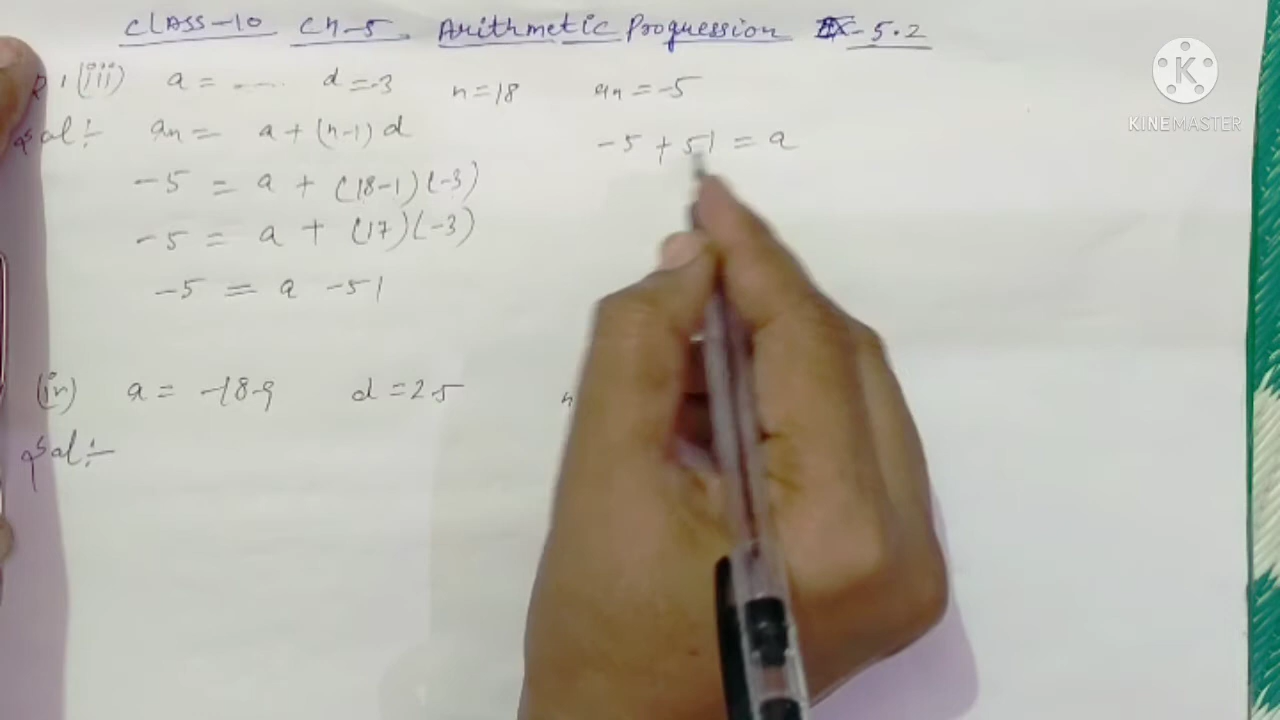 CLASS-10 CH-5 Arithmetic Progression EX-5.2
Q1 (iii) a = ..... d = -3 n = 18 an = -5
Sol:- an = a + (n-1) d
-5 + 51 = a
-5 = a + (18-1)(-3)
-5 = a + (17)(-3)
-5 = a -51
(iv) a = -18.9 d = 2.5 n
Sol:-
K
KINEMASTER